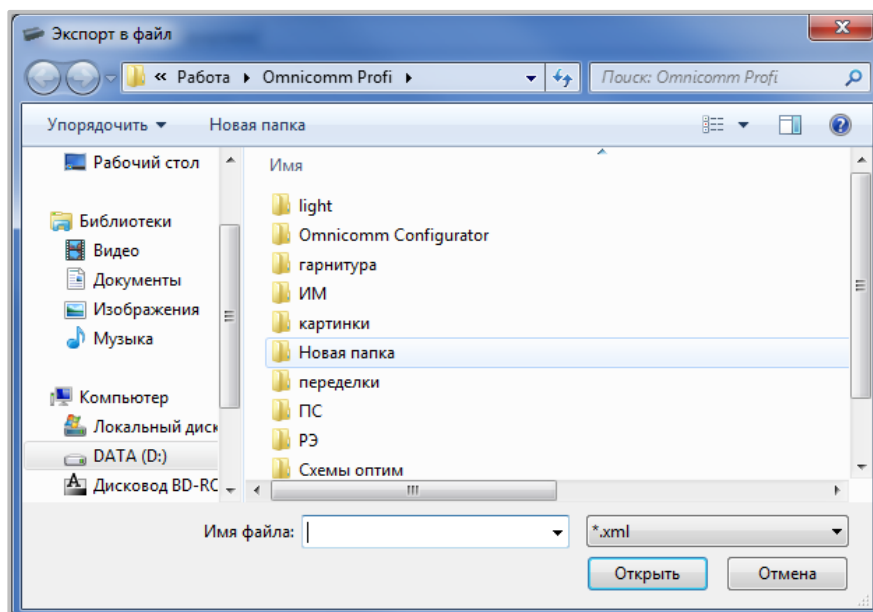 Экспорт в файл
« Работа Omnicomm Profi
Поиск: Omnicomm Profi
Упорядочить
Новая папка
Рабочий стол
Библиотеки
Видео
Документы
Изображения
Музыка
Компьютер
Локальный диск
DATA (D:)
Дисковод BD-RC
Имя
light
Omnicomm Configurator
гарнитура
ИМ
картинки
Новая папка
переделки
ПС
РЭ
Схемы оптим
Имя файла:
*.xml
Открыть
Отмена